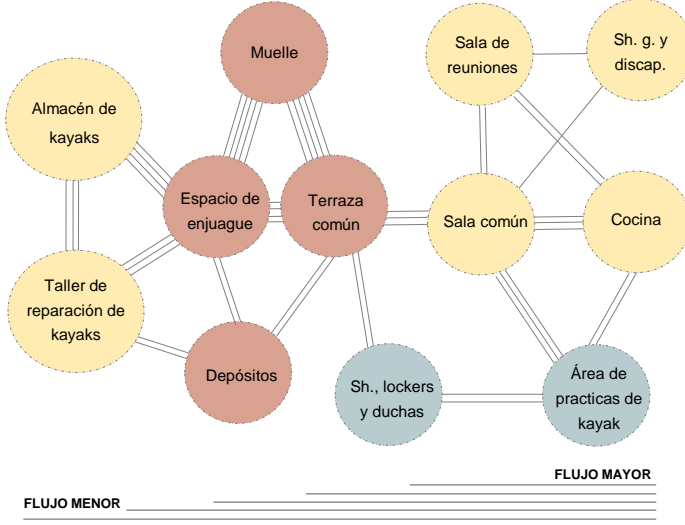 Muelle
Sala de
reuniones
Sh. g. y
discap.
Almacén de
kayaks
Espacio de
enjuague
Terraza
común
Sala común
Cocina
Taller de
reparación de
kayaks
Depósitos
Sh., lockers
y duchas
Área de
practicas de
kayak
FLUJO MAYOR
FLUJO MENOR